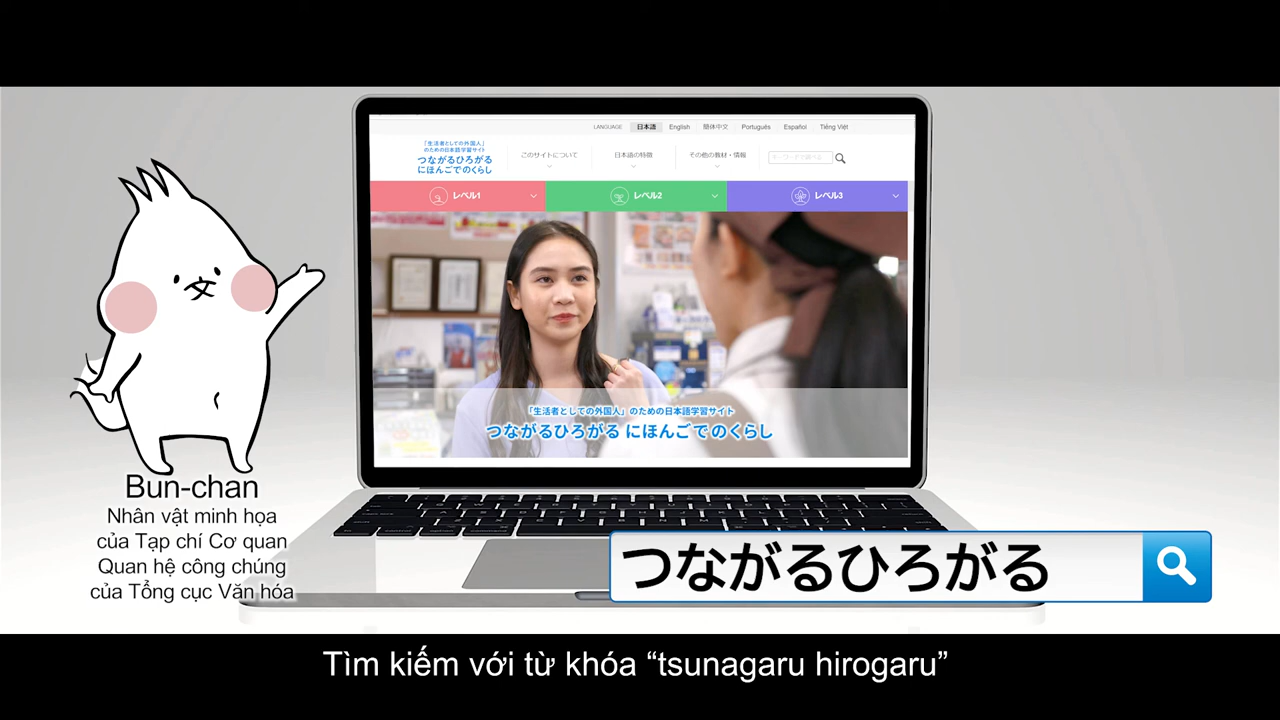 LANGUAGE 日本語 English 簡体中文 Português Español Tiếng Việt
「生活者としての外国人」
のための日本語学習サイト
つながるひろがる
にほんごでのくらし
このサイトについて 日本語の特徴 その他の教材・情報
レベル1 レベル2 レベル3
「生活者としての外国人」のための日本語学習サイト
つながるひろがる にほんごでのくらし
Bun-chan
Nhân vật minh họa
của Tạp chí Cơ quan
Quan hệ công chúng
của Tổng cục Văn hóa
つながるひろがる
Tìm kiếm với từ khóa “tsunagaru hirogaru”